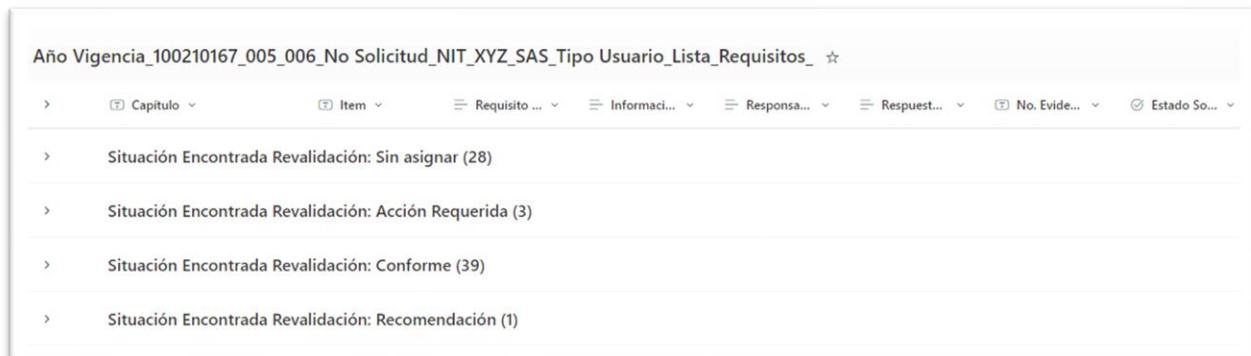 Año Vigencia_100210167_005_006_No Solicitud_NIT_XYZ_SAS_Tipo Usuario_Lista_Requisitos_
Capítulo Item Requisito ... Informaci... Responsa... Respuest... No. Evide... Estado So...
Situación Encontrada Revalidación: Sin asignar (28)
Situación Encontrada Revalidación: Acción Requerida (3)
Situación Encontrada Revalidación: Conforme (39)
Situación Encontrada Revalidación: Recomendación (1)